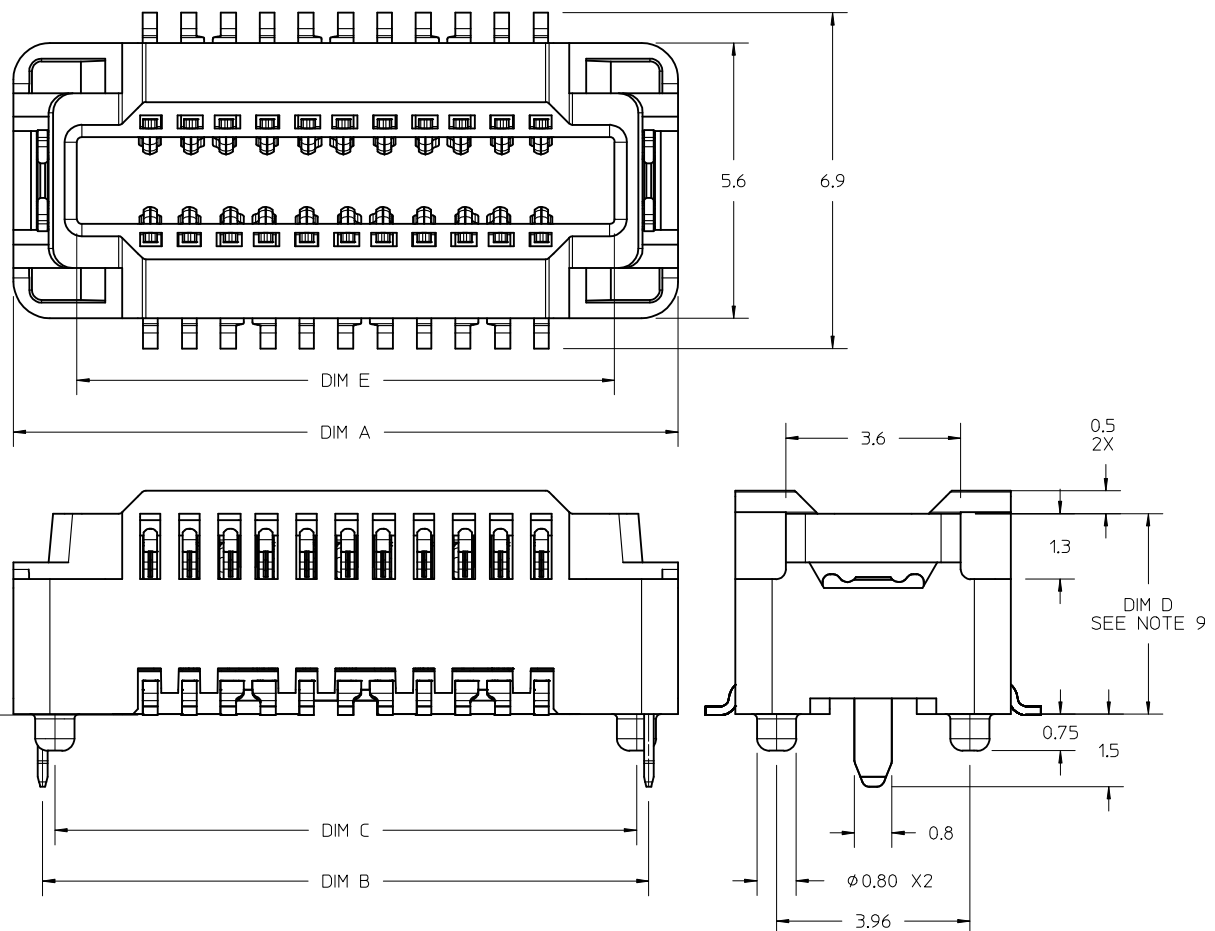 5.6
6.9
DIM E
DIM A
3.6
0.5
2X
1.3
DIM D
SEE NOTE 9
0.75
1.5
DIM C
0.8
DIM B
⌀0.80 X2
3.96